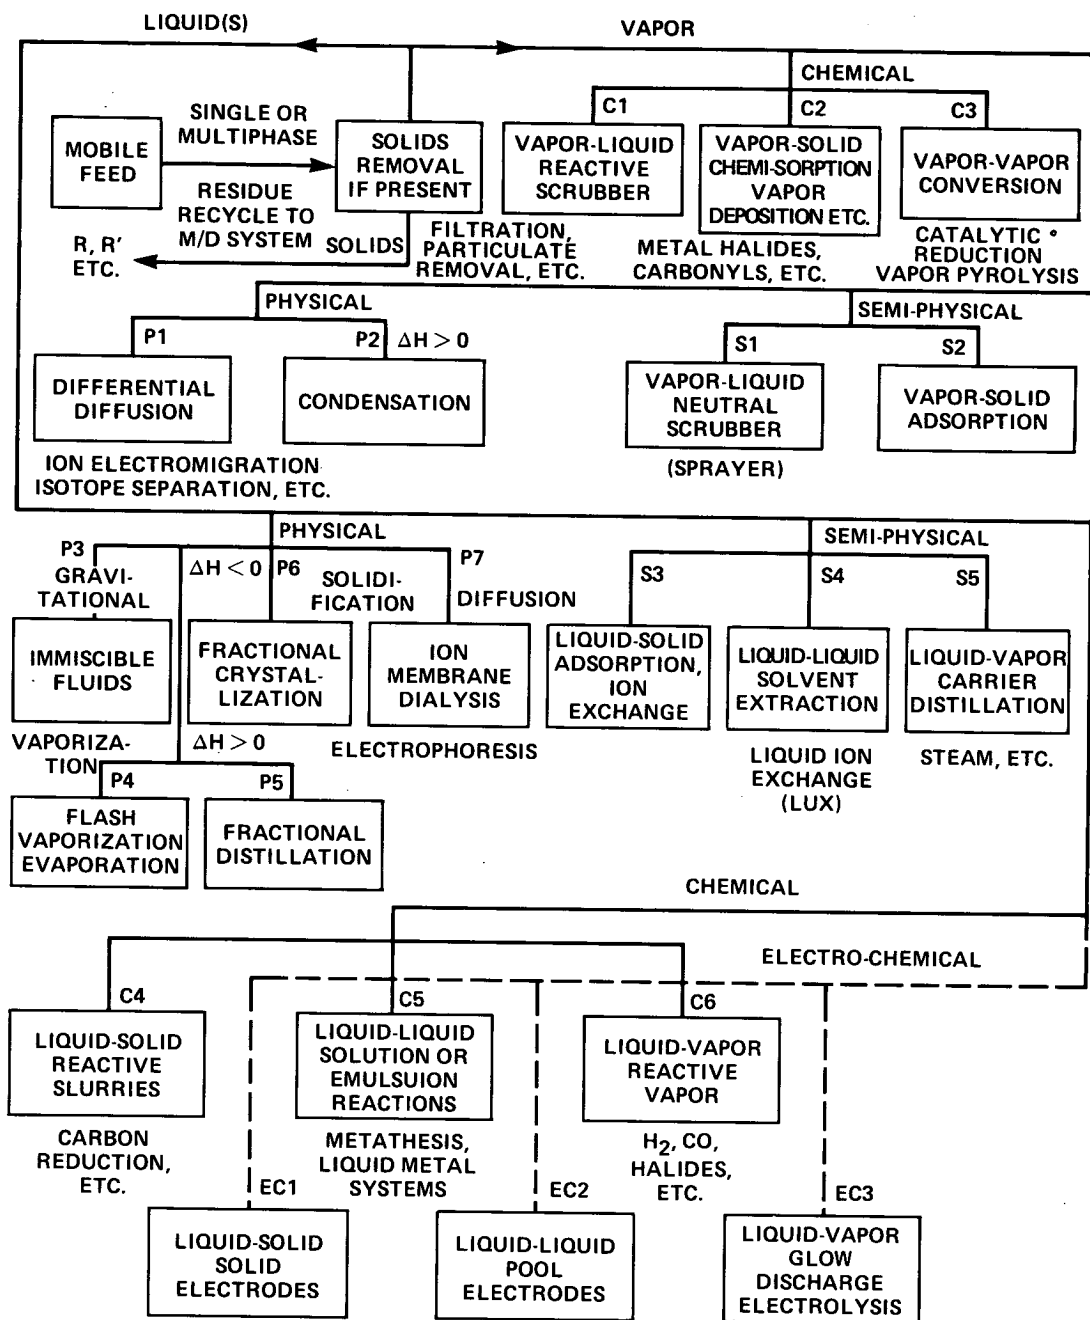 LIQUID(S)
VAPOR
CHEMICAL
C1
C2
C3
SINGLE OR
MULTIPHASE
MOBILE
FEED
SOLIDS
REMOVAL
IF PRESENT
VAPOR-LIQUID
REACTIVE
SCRUBBER
VAPOR-SOLID
CHEMI-SORPTION
VAPOR
DEPOSITION ETC.
VAPOR-VAPOR
CONVERSION
RESIDUE
RECYCLE TO
M/D SYSTEM
R, R'
ETC.
SOLIDS
FILTRATION,
PARTICULATE
REMOVAL, ETC.
METAL HALIDES,
CARBONYLS, ETC.
CATALYTIC
REDUCTION
VAPOR PYROLYSIS
PHYSICAL
SEMI-PHYSICAL
P1
P2
ΔH > 0
S1
S2
DIFFERENTIAL
DIFFUSION
CONDENSATION
VAPOR-LIQUID
NEUTRAL
SCRUBBER
VAPOR-SOLID
ADSORPTION
(SPRAYER)
ION ELECTROMIGRATION
ISOTOPE SEPARATION, ETC.
PHYSICAL
SEMI-PHYSICAL
P3
GRAVI-
TATIONAL
ΔH < 0
P6
SOLIDI-
FICATION
P7
DIFFUSION
S3
S4
S5
IMMISCIBLE
FLUIDS
FRACTIONAL
CRYSTAL-
LIZATION
ION
MEMBRANE
DIALYSIS
LIQUID-SOLID
ADSORPTION,
ION
EXCHANGE
LIQUID-LIQUID
SOLVENT
EXTRACTION
LIQUID-VAPOR
CARRIER
DISTILLATION
VAPORIZA-
TION
ΔH > 0
ELECTROPHORESIS
LIQUID ION
EXCHANGE
(LUX)
STEAM, ETC.
P4
P5
FLASH
VAPORIZATION
EVAPORATION
FRACTIONAL
DISTILLATION
CHEMICAL
ELECTRO-CHEMICAL
C4
C5
C6
LIQUID-SOLID
REACTIVE
SLURRIES
LIQUID-LIQUID
SOLUTION OR
EMULSUION
REACTIONS
LIQUID-VAPOR
REACTIVE
VAPOR
CARBON
REDUCTION,
ETC.
METATHESIS,
LIQUID METAL
SYSTEMS
H2, CO,
HALIDES,
ETC.
EC1
EC2
EC3
LIQUID-SOLID
SOLID
ELECTRODES
LIQUID-LIQUID
POOL
ELECTRODES
LIQUID-VAPOR
GLOW
DISCHARGE
ELECTROLYSIS